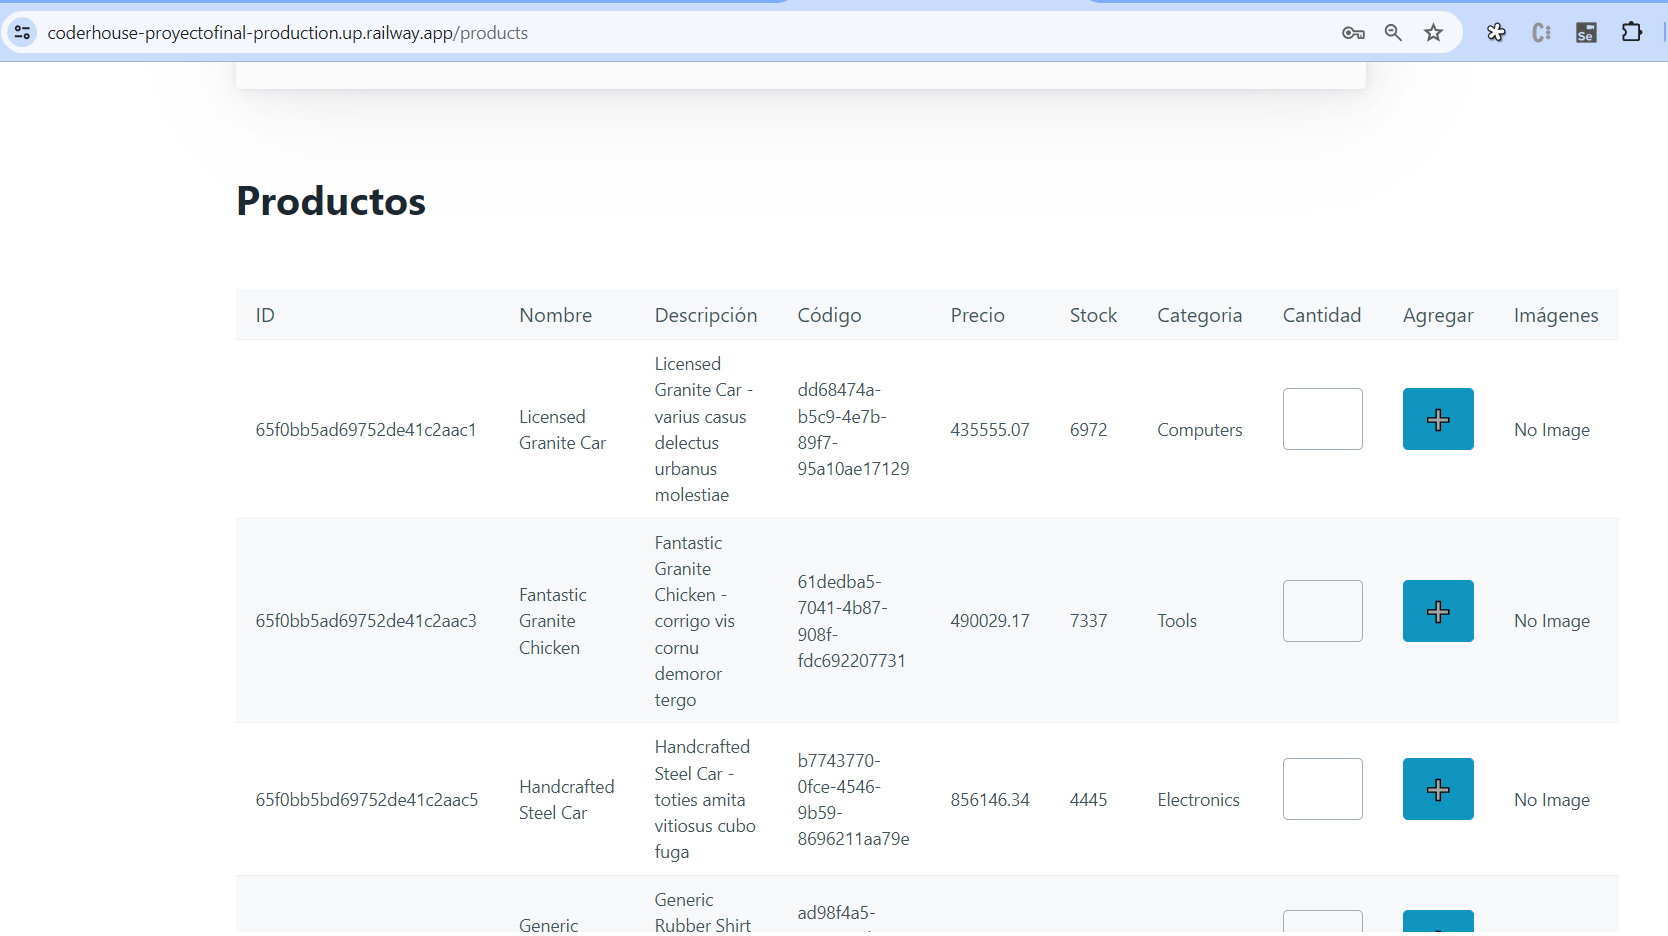 coderhouse-proyectofinal-production.up.railway.app/products
Productos
ID Nombre Descripción Código Precio Stock Categoria Cantidad Agregar Imágenes
65f0bb5ad69752de41c2aac1
Licensed
Granite Car
Licensed
Granite Car -
varius casus
delectus
urbanus
molestiae
dd68474a-
b5c9-4e7b-
89f7-
95a10ae17129
435555.07 6972 Computers No Image
65f0bb5ad69752de41c2aac3
Fantastic
Granite
Chicken
Fantastic
Granite
Chicken -
corrigo vis
cornu
demoror
tergo
61dedba5-
7041-4b87-
908f-
fdc692207731
490029.17 7337 Tools No Image
65f0bb5bd69752de41c2aac5
Handcrafted
Steel Car
Handcrafted
Steel Car -
toties amita
vitiosus cubo
fuga
b7743770-
0fce-4546-
9b59-
8696211aa79e
856146.34 4445 Electronics No Image
Generic
Generic
Rubber Shirt
ad98f4a5-
Se